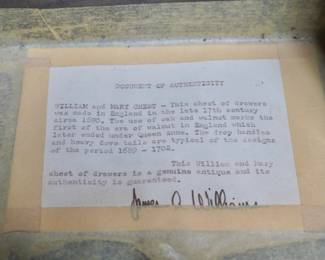 DOCUMENT OF AUTHENTICITY
WILLIAM and MARY CHEST - This chest of drawers
was made in England in the late 17th century
circa 1690. The use of oak and walnut marks the
first of the era of walnut in England which
later ended under Queen Anne. The drop handles
and heavy dove tails are typical of the designs
of the period 1689 - 1702.
This William and Mary
chest of drawers is a genuine antique and its
authenticity is guaranteed.
Williams